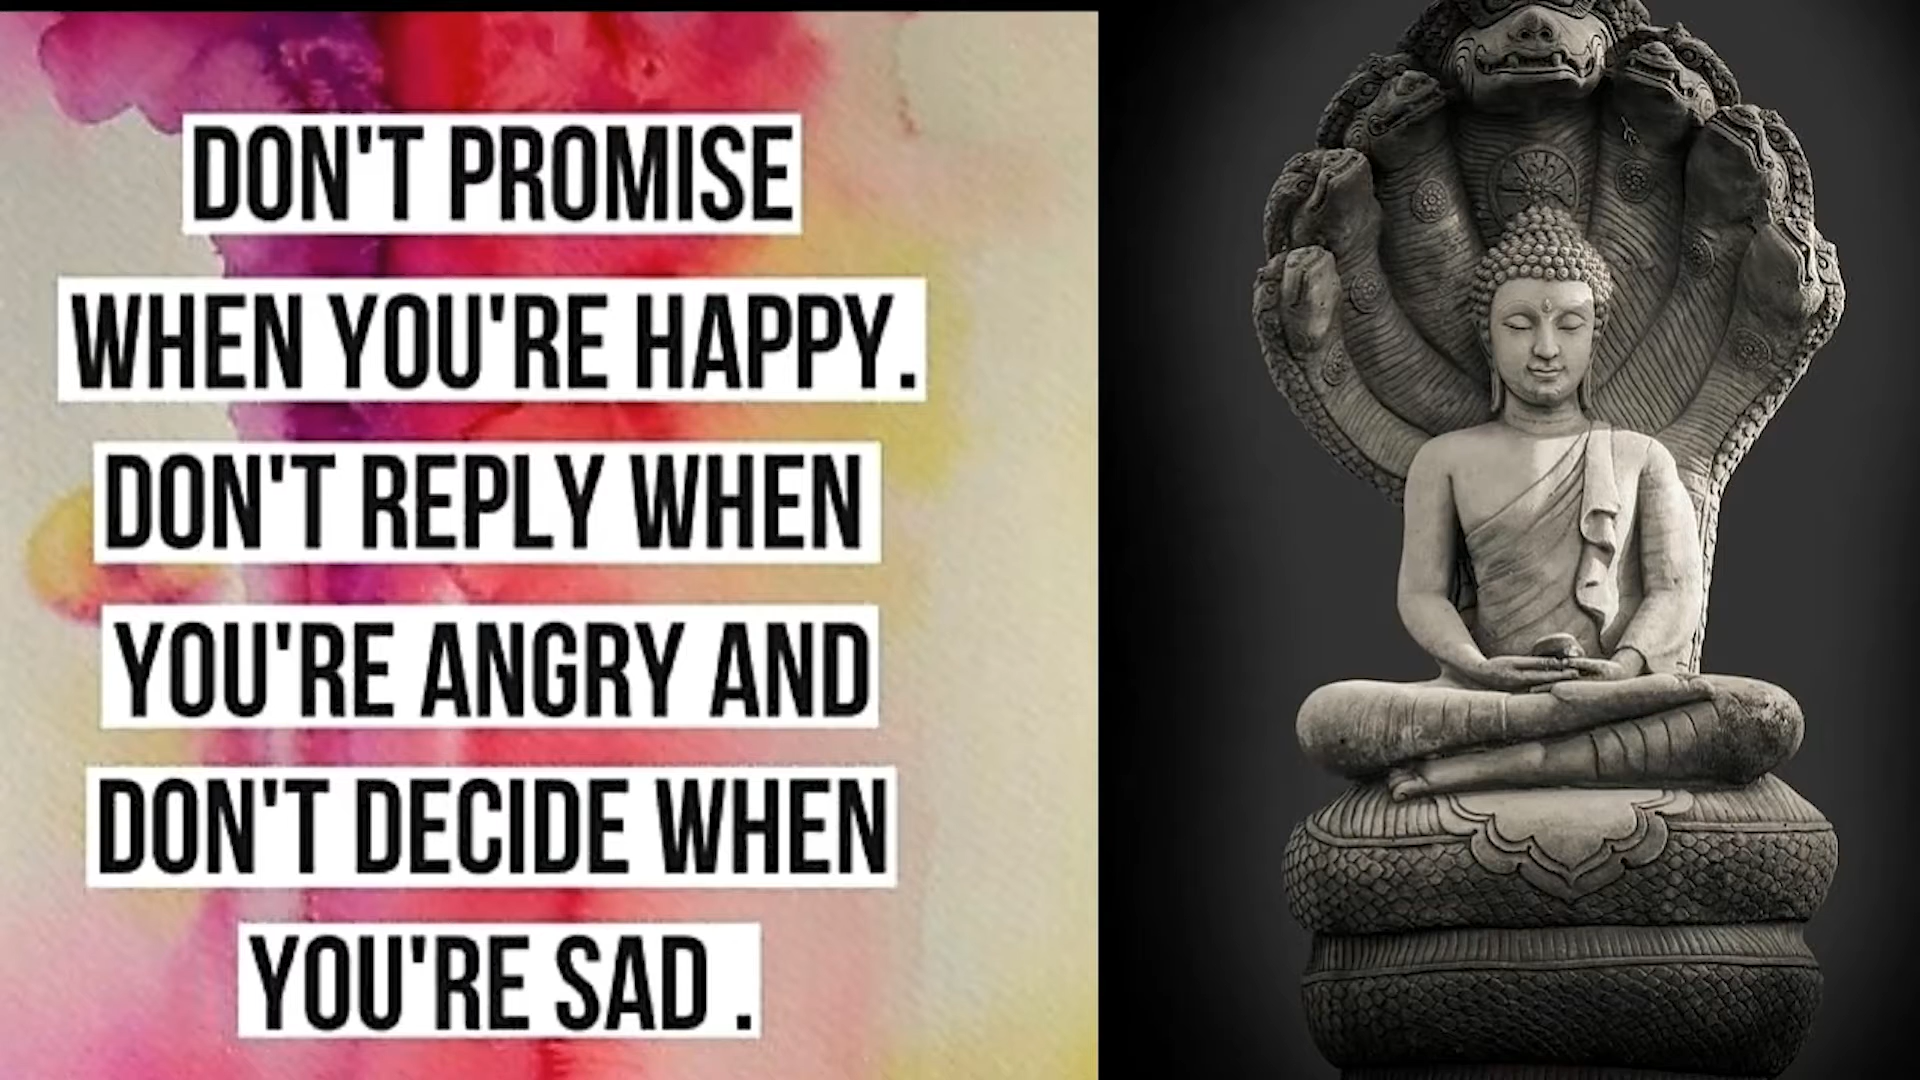 DON'T PROMISE
WHEN YOU'RE HAPPY.
DON'T REPLY WHEN
YOU'RE ANGRY AND
DON'T DECIDE WHEN
YOU'RE SAD .